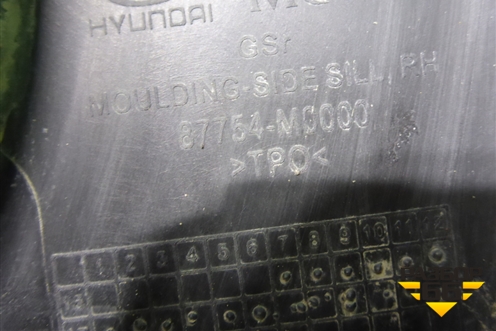 HYUNDAI
GSr
MOULDING-SIDE SILL, RH
87754-M0000
>TPO<
1 2 3 4 5 6 7 8 9 10 11 12